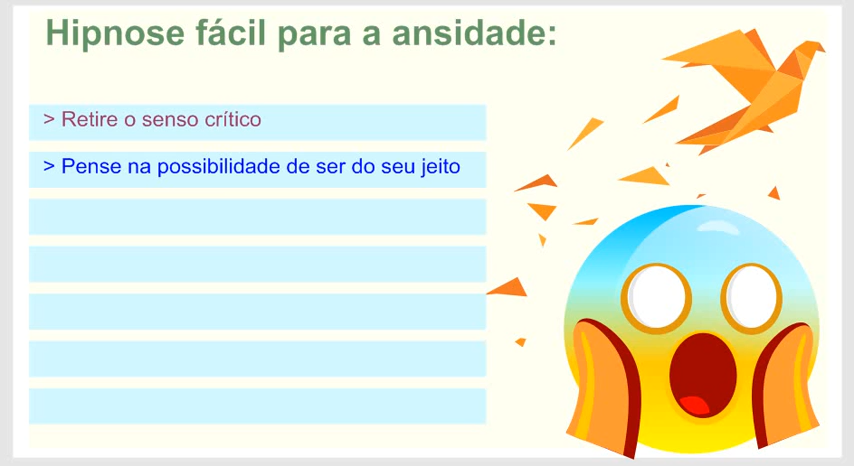 Hipnose fácil para a ansidade:
> Retire o senso crítico
> Pense na possibilidade de ser do seu jeito